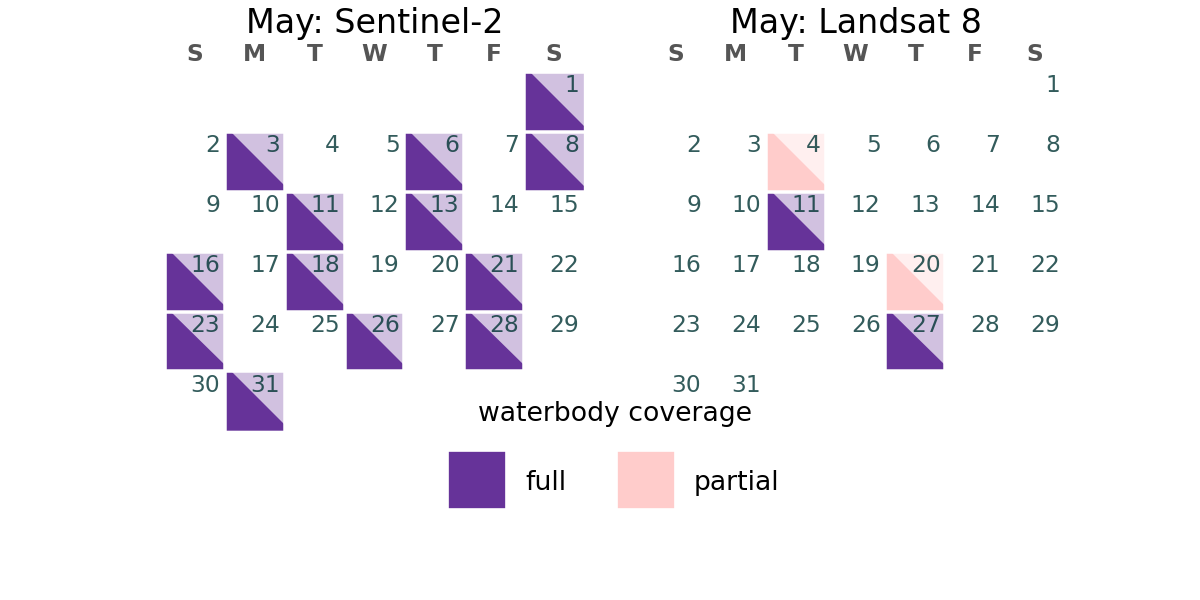 May: Sentinel-2
S M T W T F S
1
2 3 4 5 6 7 8
9 10 11 12 13 14 15
16 17 18 19 20 21 22
23 24 25 26 27 28 29
30 31
May: Landsat 8
S M T W T F S
1
2 3 4 5 6 7 8
9 10 11 12 13 14 15
16 17 18 19 20 21 22
23 24 25 26 27 28 29
30 31
waterbody coverage
full partial